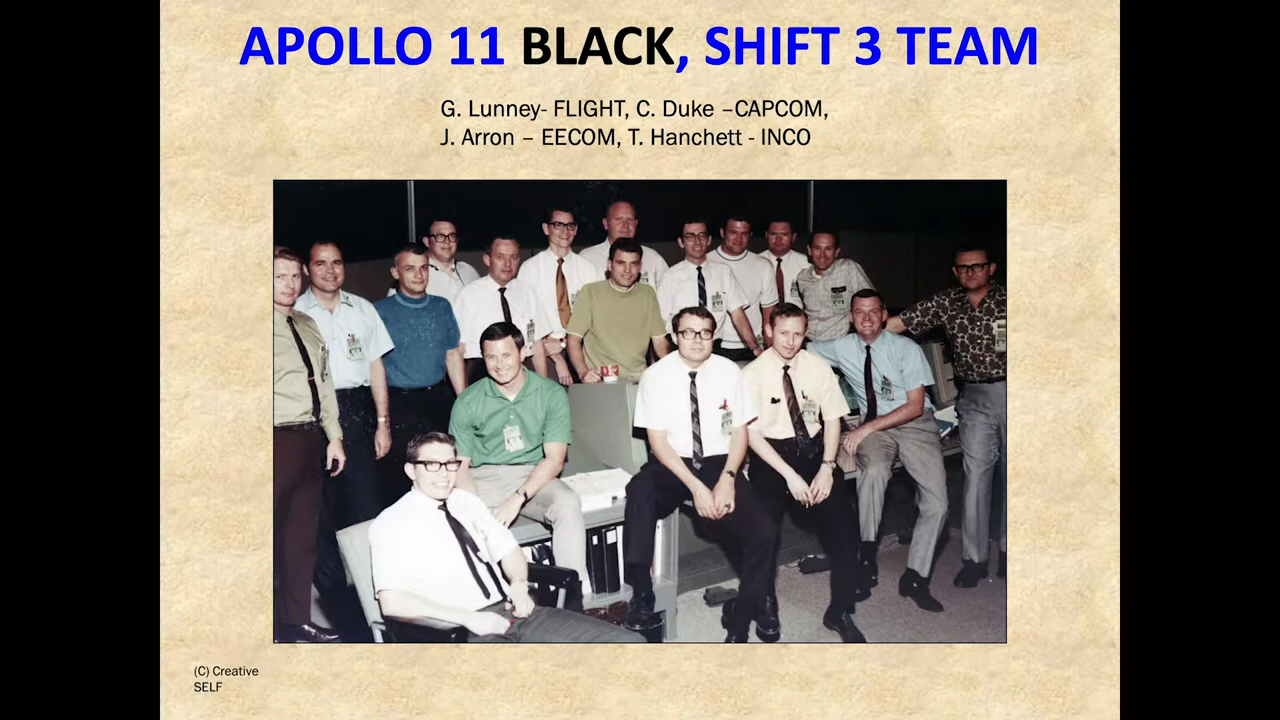 APOLLO 11 BLACK, SHIFT 3 TEAM
G. Lunney- FLIGHT, C. Duke –CAPCOM,
J. Arron – EECOM, T. Hanchett - INCO
(C) Creative
SELF